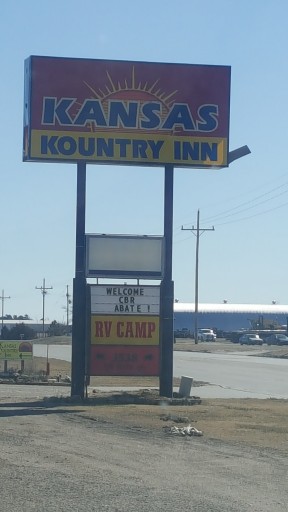 KANSAS
KOUNTRY INN
WELCOME
CBR
ABATE !
RV CAMP